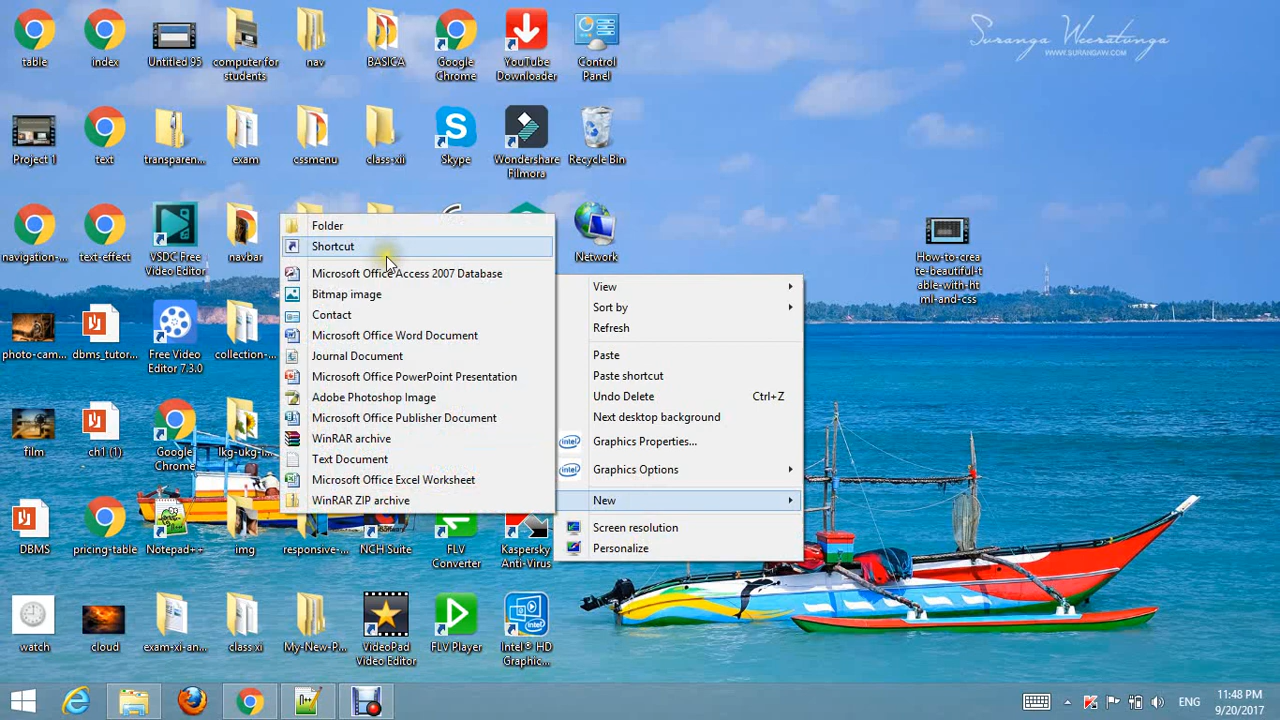 Suranga Weeratunga
WWW.SURANGAW.COM
table
index
Untitled 95
computer for
students
nav
BASICA
Google
Chrome
YouTube
Downloader
Control
Panel
Project 1
text
transparen...
exam
cssmenu
class-xii
Skype
Wondershare
Filmora
Recycle Bin
navigation-...
text-effect
VSDC Free
Video Editor
navbar
Network
How-to-crea
te-beautiful-t
able-with-ht
ml-and-css
Folder
Shortcut
Microsoft Office Access 2007 Database
Bitmap image
Contact
Microsoft Office Word Document
Journal Document
Microsoft Office PowerPoint Presentation
Adobe Photoshop Image
Microsoft Office Publisher Document
WinRAR archive
Text Document
Microsoft Office Excel Worksheet
WinRAR ZIP archive
View
Sort by
Refresh
Paste
Paste shortcut
Undo Delete Ctrl+Z
Next desktop background
Graphics Properties...
Graphics Options
New
Screen resolution
Personalize
photo-cam...
dbms_tutor...
Free Video
Editor 7.3.0
collection-...
film
ch1 (1)
Google
Chrome
lkg-ukg-i...
DBMS
pricing-table
Notepad++
img
responsive-...
NCH Suite
FLV
Converter
Kaspersky
Anti-Virus
watch
cloud
exam-xi-an...
class xi
My-New-P...
VideoPad
Video Editor
FLV Player
Intel ® HD
Graphic...
ENG
11:48 PM
9/20/2017